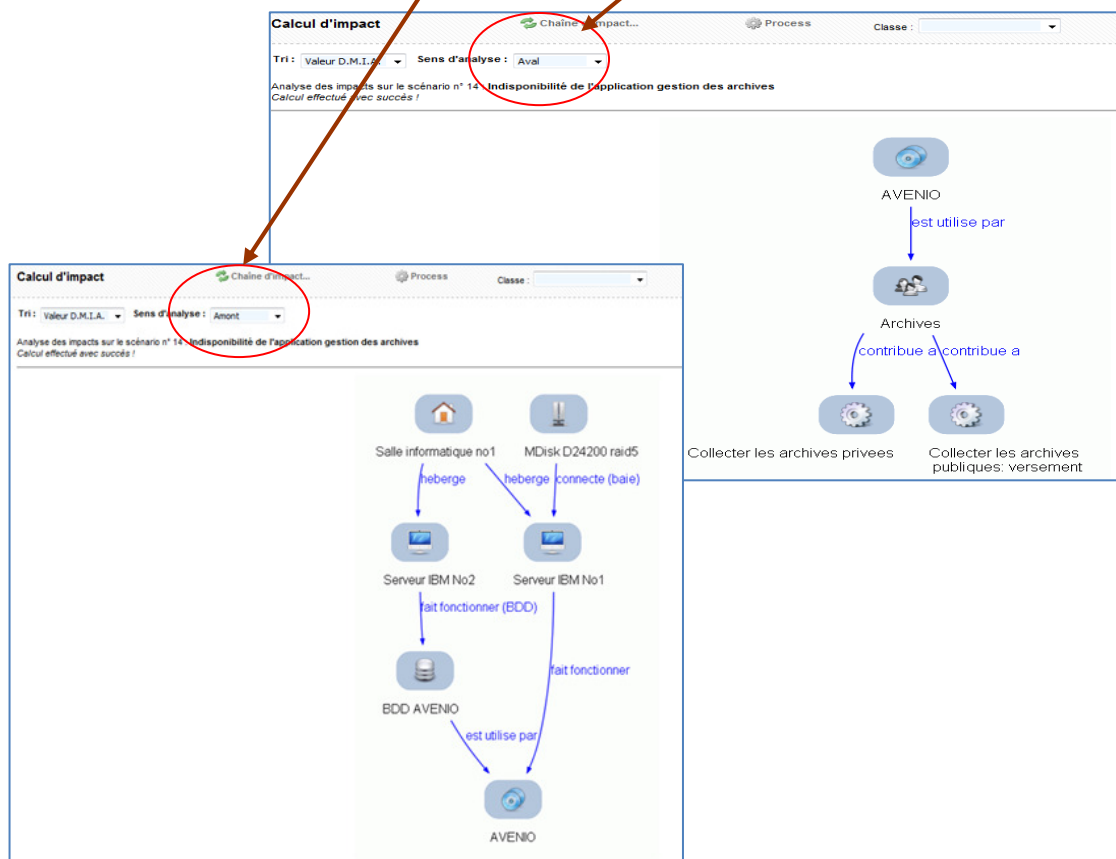 Calcul d'impact Chaîne d'impact... Process Classe :
Tri : Valeur D.M.I.A. Sens d'analyse : Aval
Analyse des impacts sur le scénario n° 14 : Indisponibilité de l'application gestion des archives
Calcul effectué avec succès !
AVENIO
est utilise par
Archives
contribue a contribue a
Collecter les archives privees
Collecter les archives
publiques: versement
Calcul d'impact Chaîne d'impact... Process Classe :
Tri : Valeur D.M.I.A. Sens d'analyse : Amont
Analyse des impacts sur le scénario n° 14 : Indisponibilité de l'application gestion des archives
Calcul effectué avec succès !
Salle informatique no1 MDisk D24200 raid5
heberge heberge connecte (baie)
Serveur IBM No2 Serveur IBM No1
fait fonctionner (BDD)
fait fonctionner
BDD AVENIO
est utilise par
AVENIO